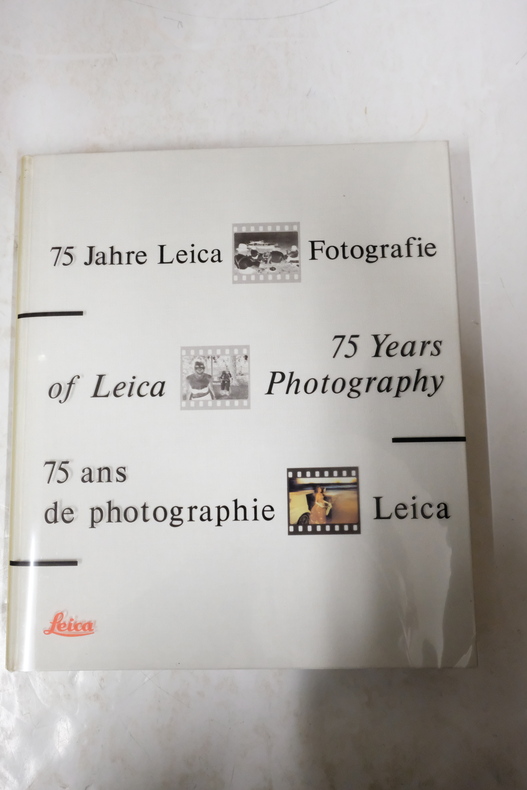 75 Jahre Leica Fotografie
75 Years
of Leica Photography
75 ans
de photographie Leica
Leica